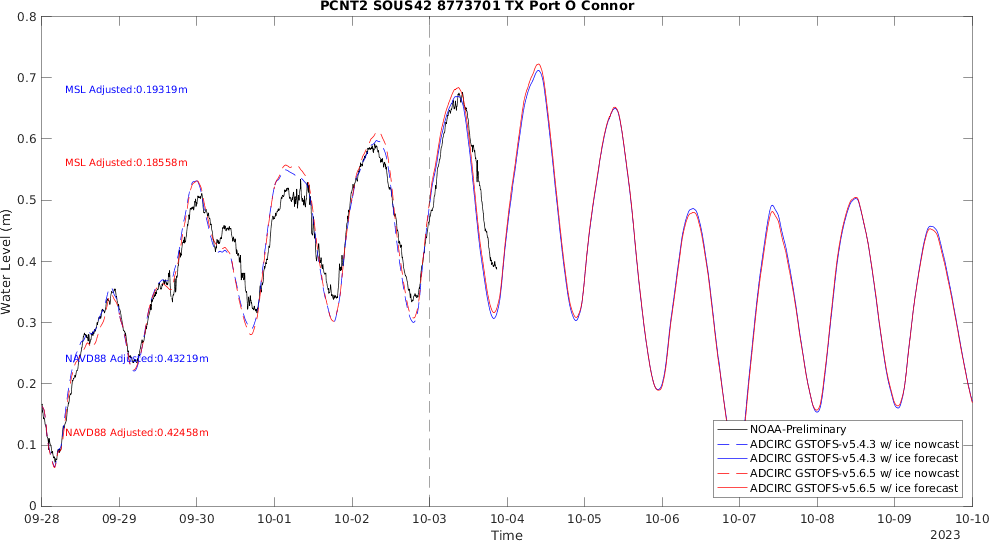 PCNT2 SOUS42 8773701 TX Port O Connor
0.8
0.7
0.6
0.5
0.4
0.3
0.2
0.1
0
Water Level (m)
MSL Adjusted:0.19319m
MSL Adjusted:0.18558m
NAVD88 Adjusted:0.43219m
NAVD88 Adjusted:0.42458m
NOAA-Preliminary
ADCIRC GSTOFS-v5.4.3 w/ ice nowcast
ADCIRC GSTOFS-v5.4.3 w/ ice forecast
ADCIRC GSTOFS-v5.6.5 w/ ice nowcast
ADCIRC GSTOFS-v5.6.5 w/ ice forecast
09-28 09-29 09-30 10-01 10-02 10-03 10-04 10-05 10-06 10-07 10-08 10-09 10-10
Time
2023